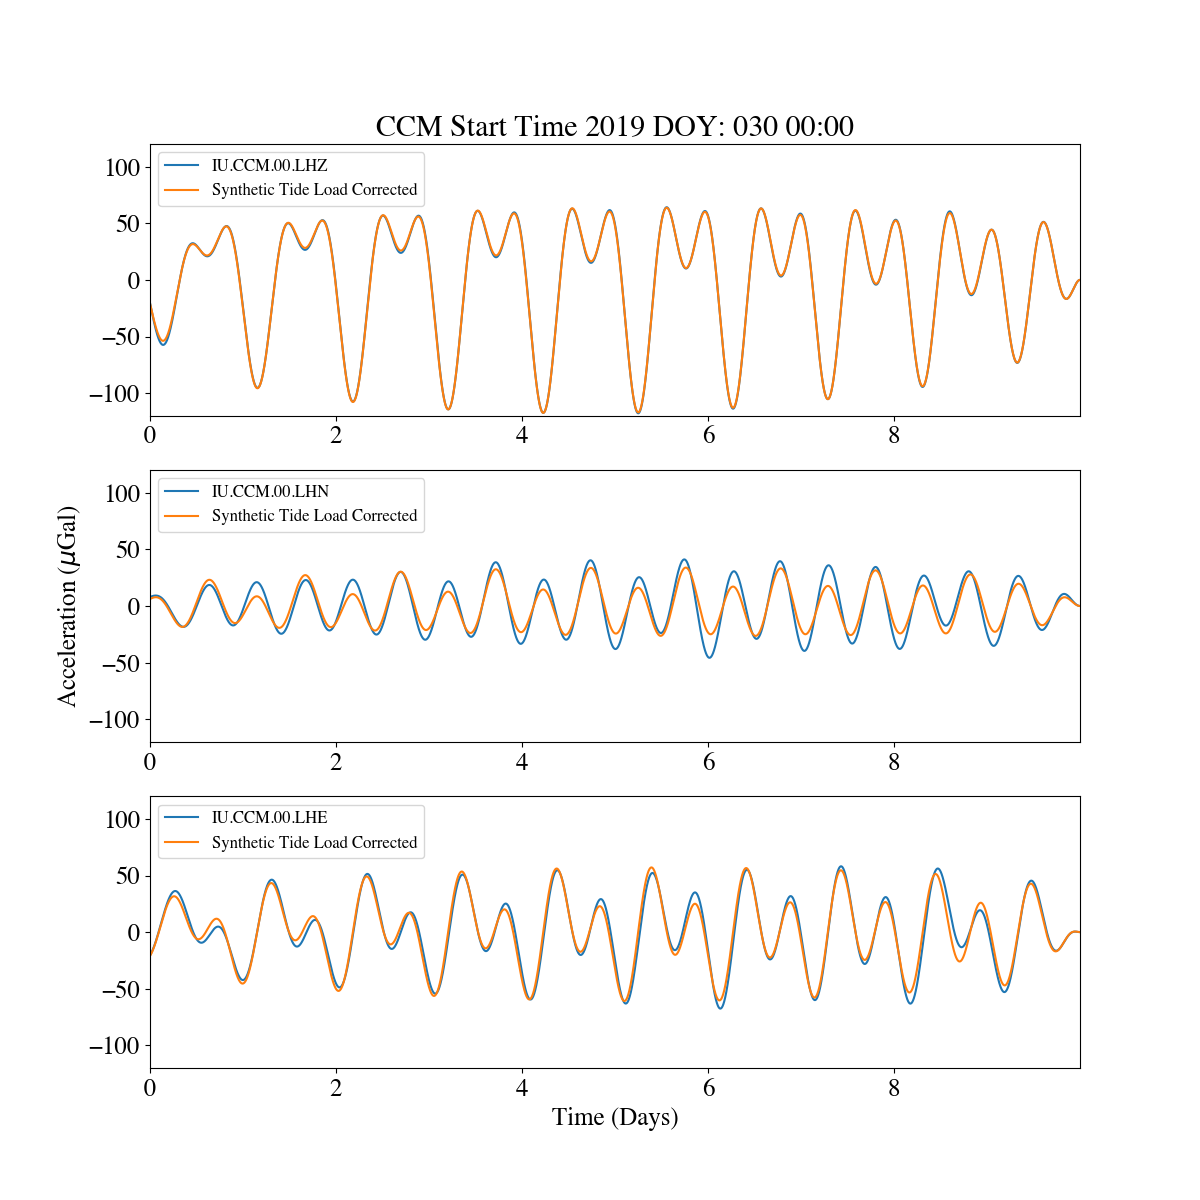 CCM Start Time 2019 DOY: 030 00:00
IU.CCM.00.LHZ
Synthetic Tide Load Corrected
100
50
0
−50
−100
0 2 4 6 8
IU.CCM.00.LHN
Synthetic Tide Load Corrected
100
50
0
−50
−100
0 2 4 6 8
Acceleration (μGal)
IU.CCM.00.LHE
Synthetic Tide Load Corrected
100
50
0
−50
−100
0 2 4 6 8
Time (Days)